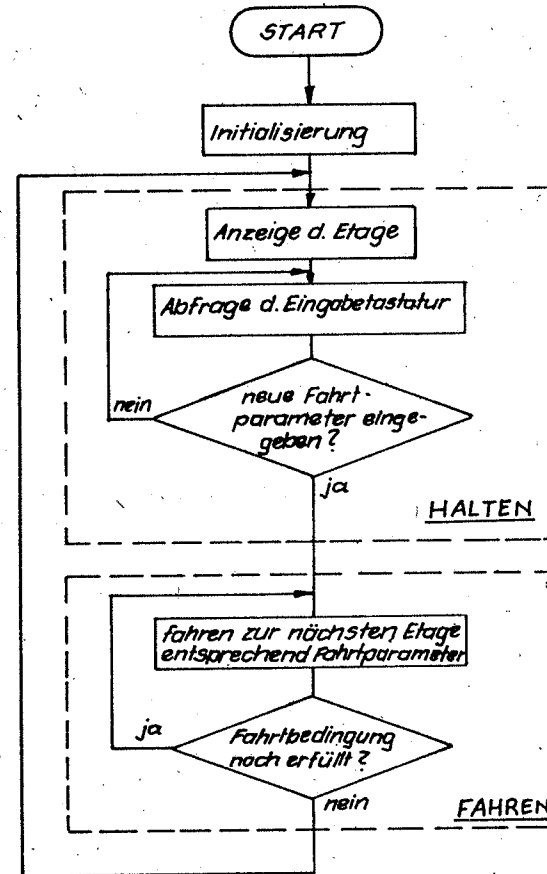 START
Initialisierung
Anzeige d. Etage
Abfrage d. Eingabetastatur
neue Fahrt-
parameter einge-
geben?
nein
ja
HALTEN
fahren zur nächsten Etage
entsprechend Fahrtparameter
ja
Fahrtbedingung
noch erfüllt?
nein
FAHREN